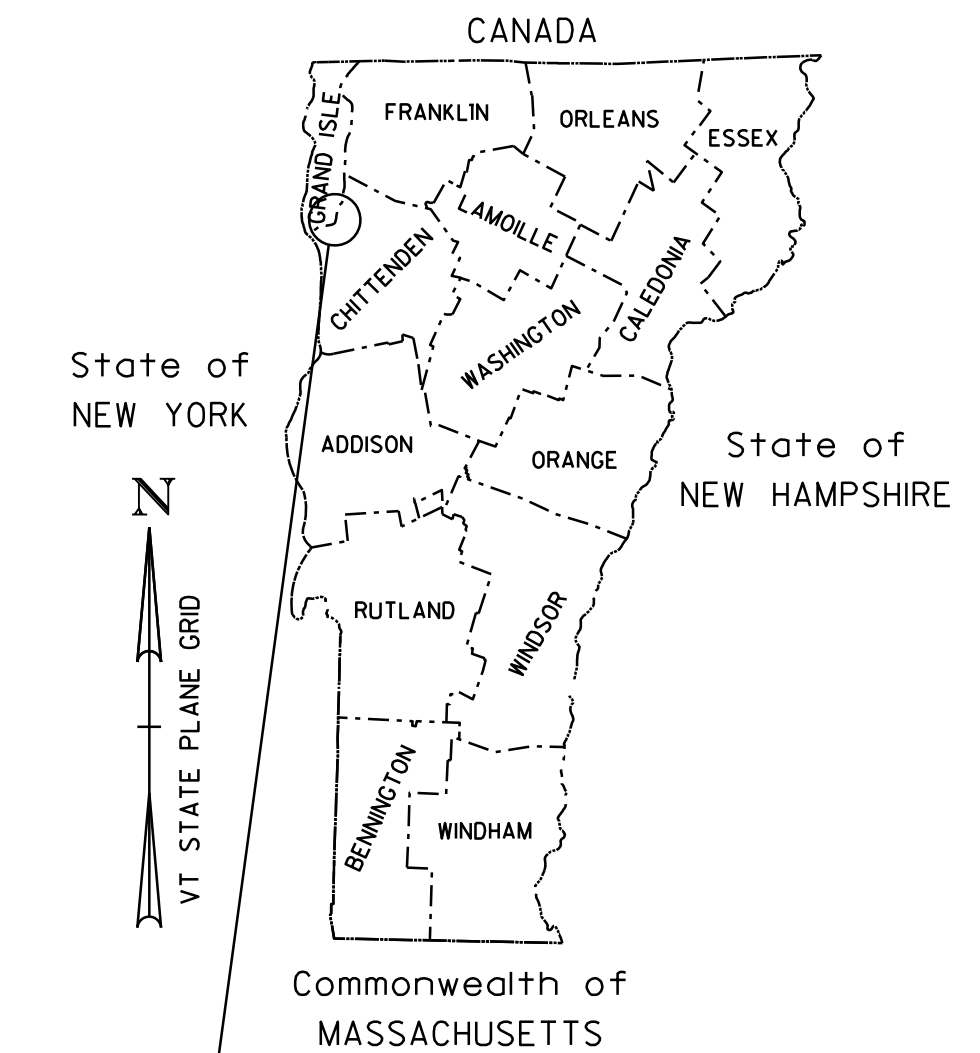 CANADA
FRANKLIN
ORLEANS
ESSEX
GRAND ISLE
LAMOILLE
CHITTENDEN
CALEDONIA
WASHINGTON
State of
NEW YORK
ADDISON
ORANGE
State of
NEW HAMPSHIRE
N
VT STATE PLANE GRID
RUTLAND
WINDSOR
BENNINGTON
WINDHAM
Commonwealth of
MASSACHUSETTS